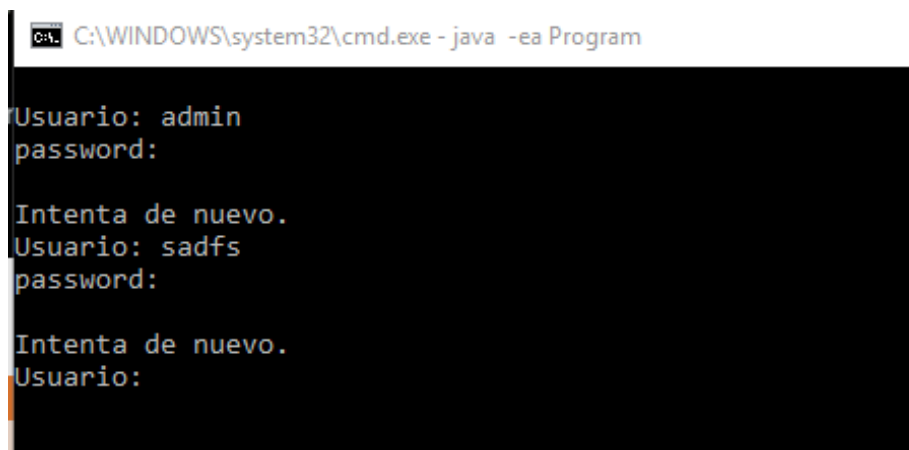 C:\WINDOWS\system32\cmd.exe - java  -ea Program
Usuario: admin
password:
Intenta de nuevo.
Usuario: sadfs
password:
Intenta de nuevo.
Usuario: